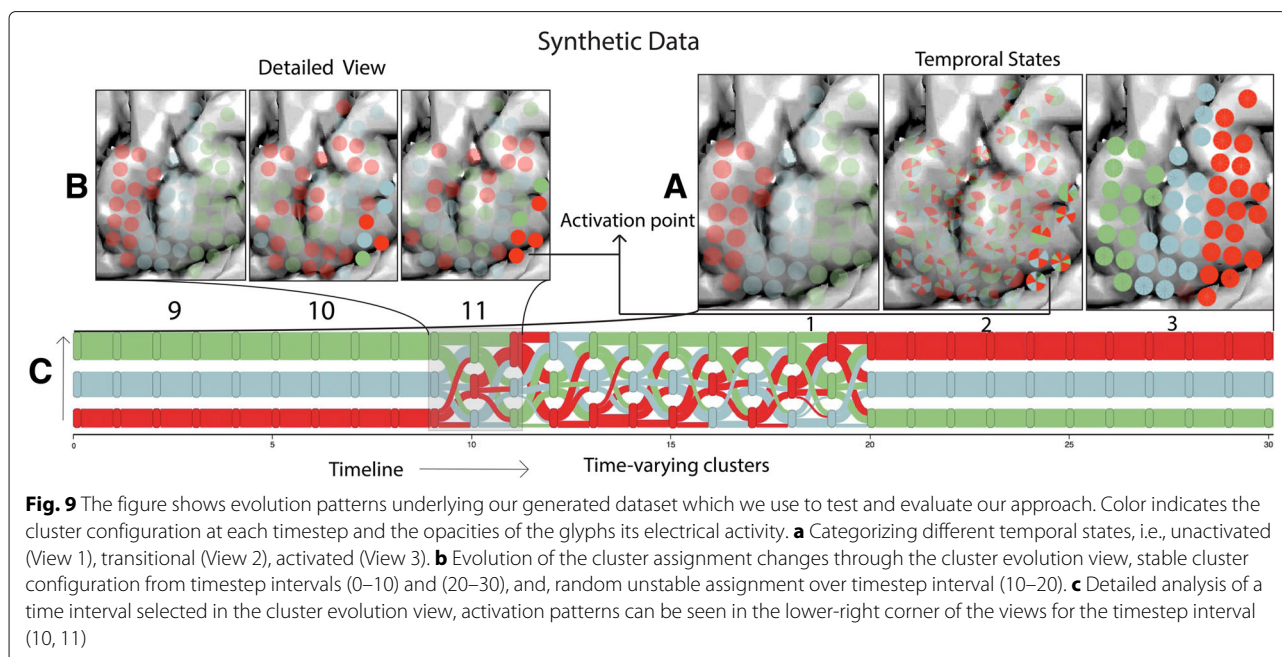 Synthetic Data
Detailed View
Temproral States
B
A
Activation point
9 10 11
1 2 3
C
0 5 10 15 20 25 30
Timeline
Time-varying clusters
Fig. 9 The figure shows evolution patterns underlying our generated dataset which we use to test and evaluate our approach. Color indicates the
cluster configuration at each timestep and the opacities of the glyphs its electrical activity. a Categorizing different temporal states, i.e., unactivated
(View 1), transitional (View 2), activated (View 3). b Evolution of the cluster assignment changes through the cluster evolution view, stable cluster
configuration from timestep intervals (0–10) and (20–30), and, random unstable assignment over timestep interval (10–20). c Detailed analysis of a
time interval selected in the cluster evolution view, activation patterns can be seen in the lower-right corner of the views for the timestep interval
(10, 11)